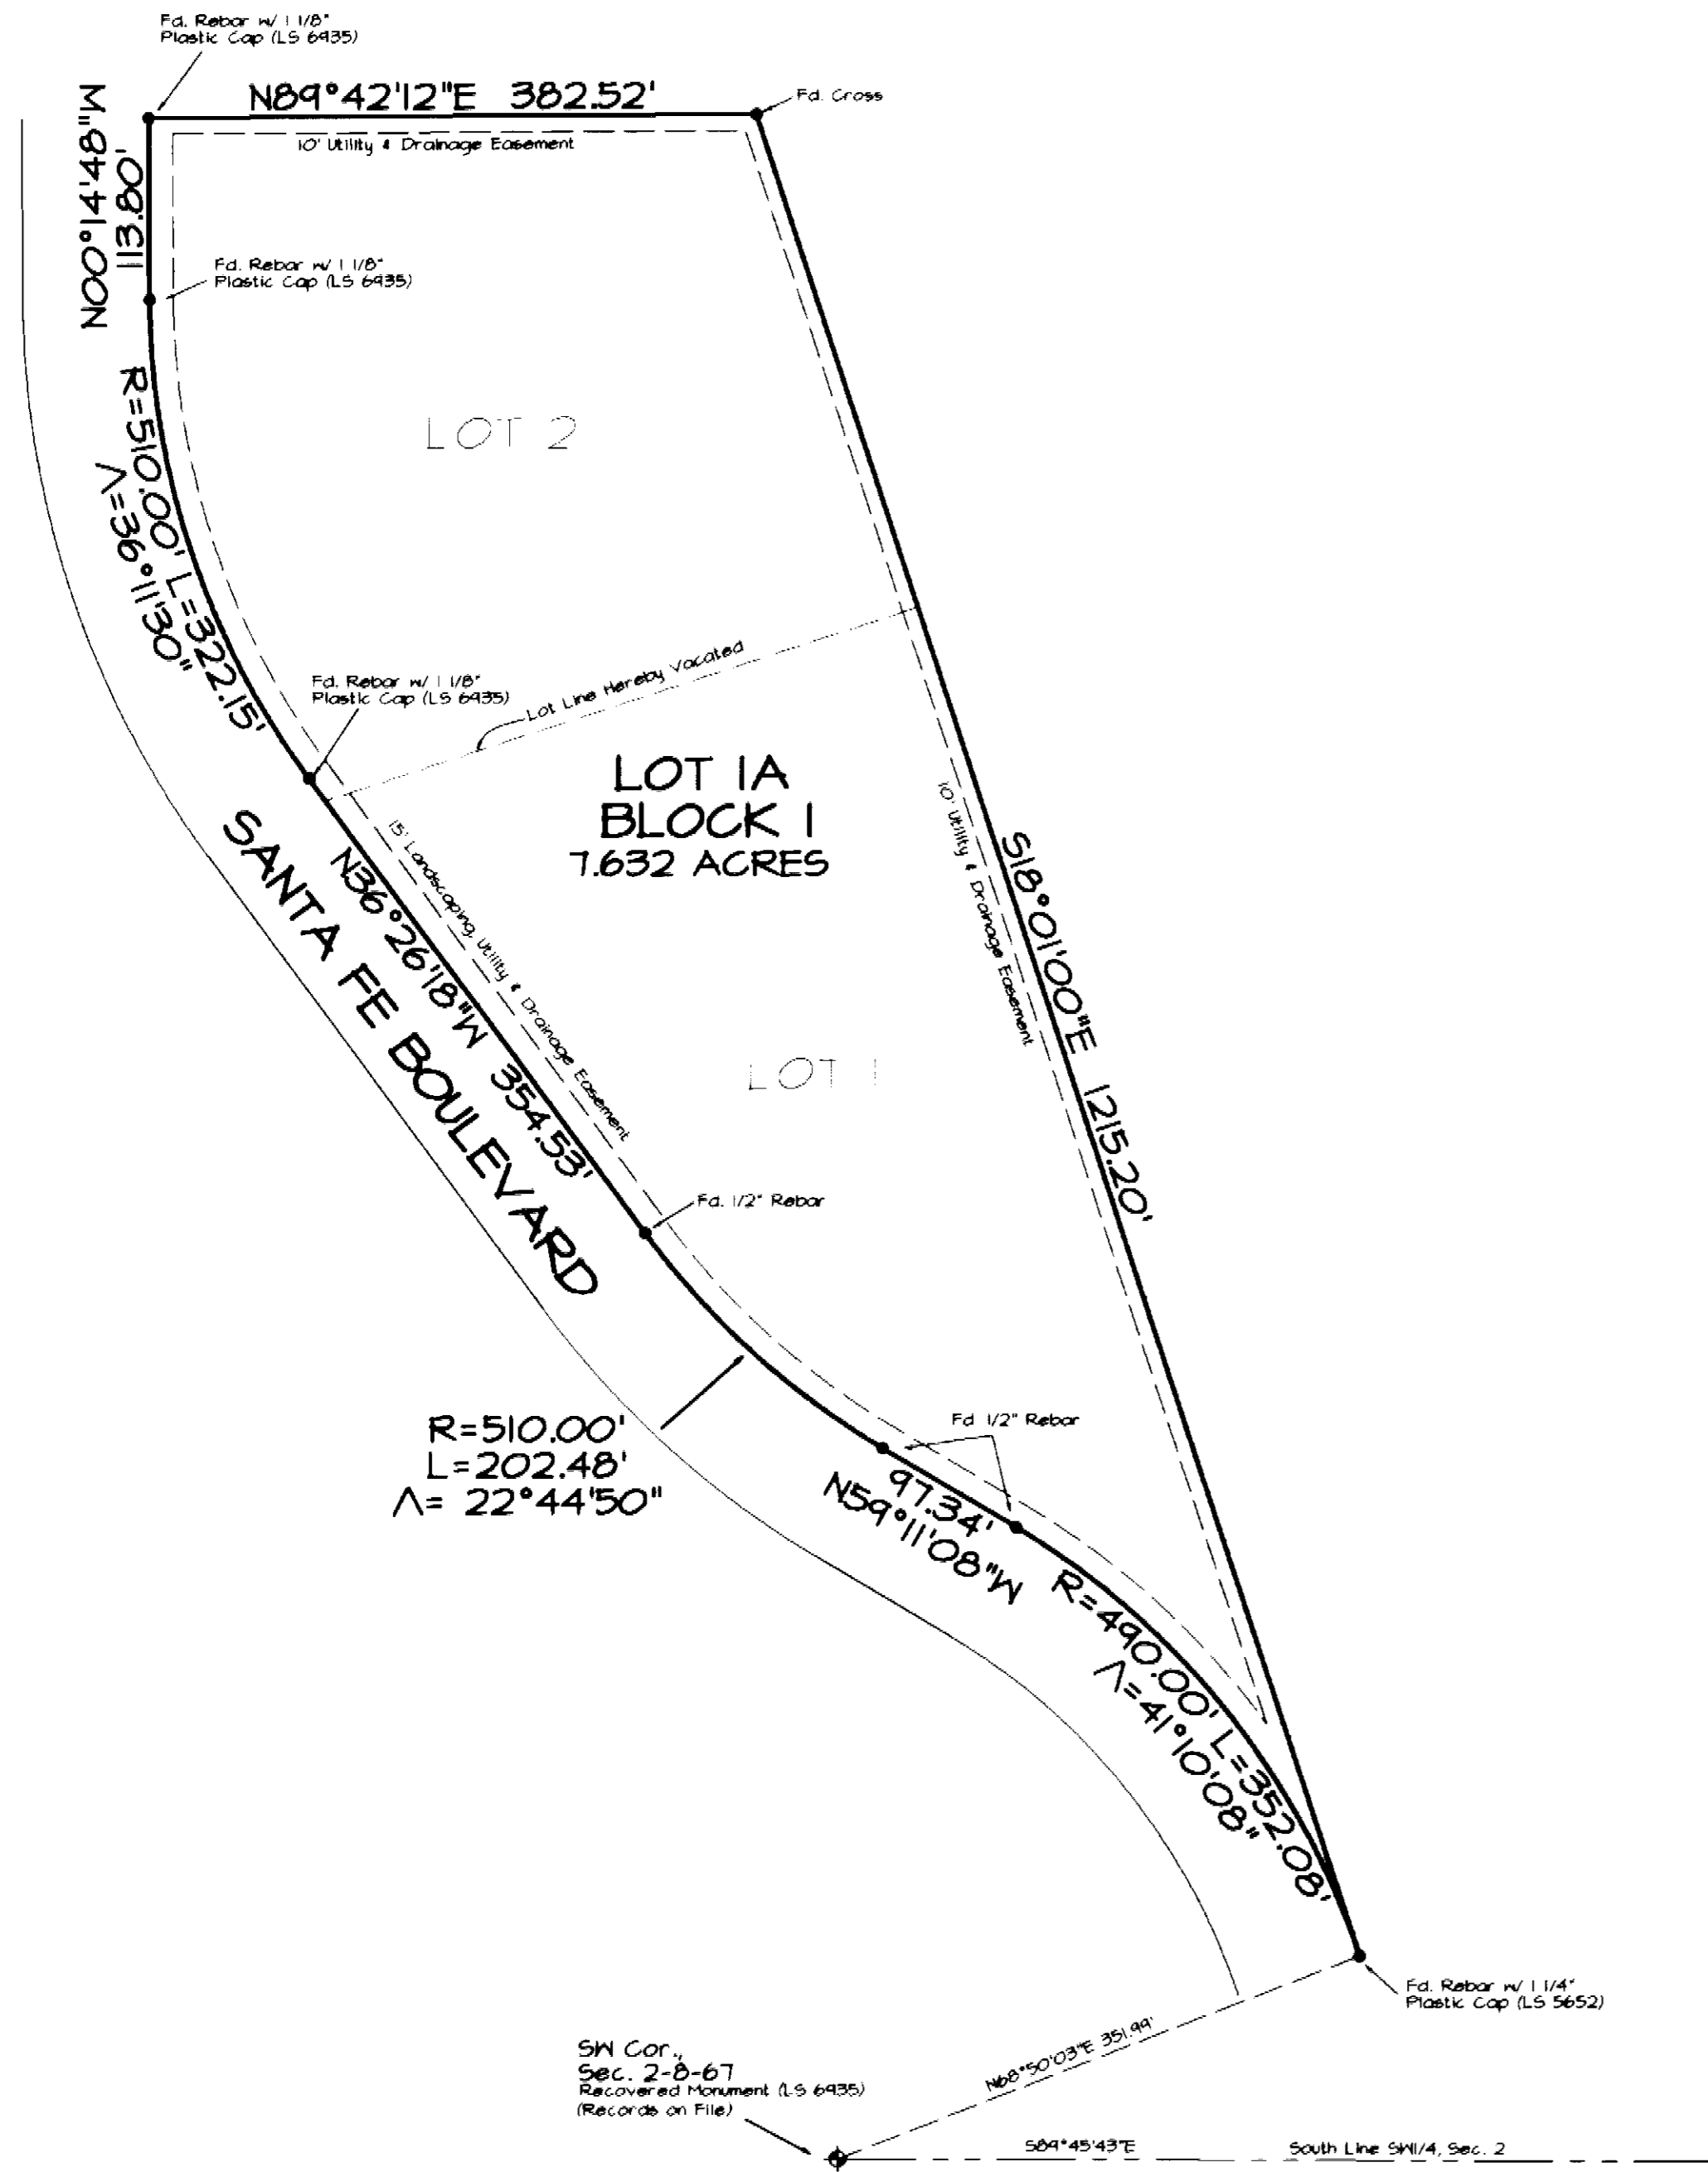 Fd. Rebar w/ 1 1/8"
Plastic Cap (LS 6935)
N89°42'12"E 382.52'
Fd. Cross
10' Utility & Drainage Easement
N00°14'48"W
113.80'
Fd. Rebar w/ 1 1/8"
Plastic Cap (LS 6935)
R=510.00' L=322.15'
Λ=36°11'30"
LOT 2
Fd. Rebar w/ 1 1/8"
Plastic Cap (LS 6935)
Lot Line Hereby Vacated
LOT 1A
BLOCK 1
7.632 ACRES
10' Utility & Drainage Easement
S18°01'00"E 1215.20'
15' Landscaping, Utility & Drainage Easement
N36°26'18"W 354.53'
SANTA FE BOULEVARD
LOT 1
Fd. 1/2" Rebar
R=510.00'
L=202.48'
Λ= 22°44'50"
Fd 1/2" Rebar
97.34'
N59°11'08"W
R=490.00' L=352.08'
Λ=41°10'08"
Fd. Rebar w/ 1 1/4"
Plastic Cap (LS 5652)
N68°50'03"E 351.99'
SW Cor.,
Sec. 2-8-67
Recovered Monument (LS 6935)
(Records on File)
S89°45'43"E
South Line SW1/4, Sec. 2